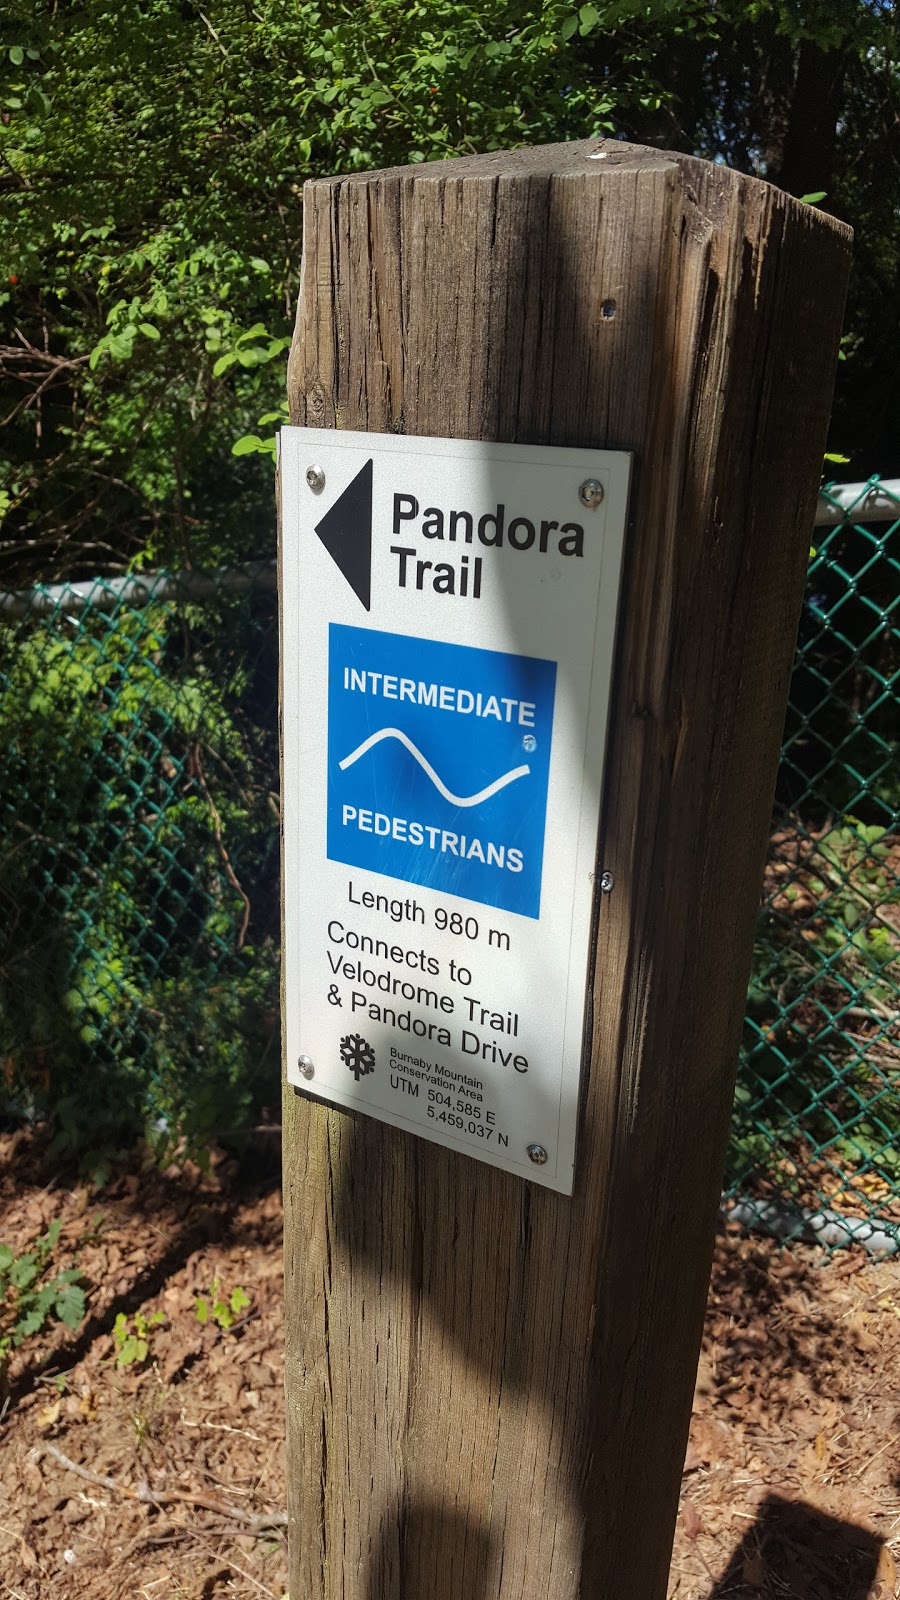 Pandora
Trail
INTERMEDIATE
PEDESTRIANS
Length 980 m
Connects to
Velodrome Trail
& Pandora Drive
Burnaby Mountain
Conservation Area
UTM 504,585 E
5,459,037 N